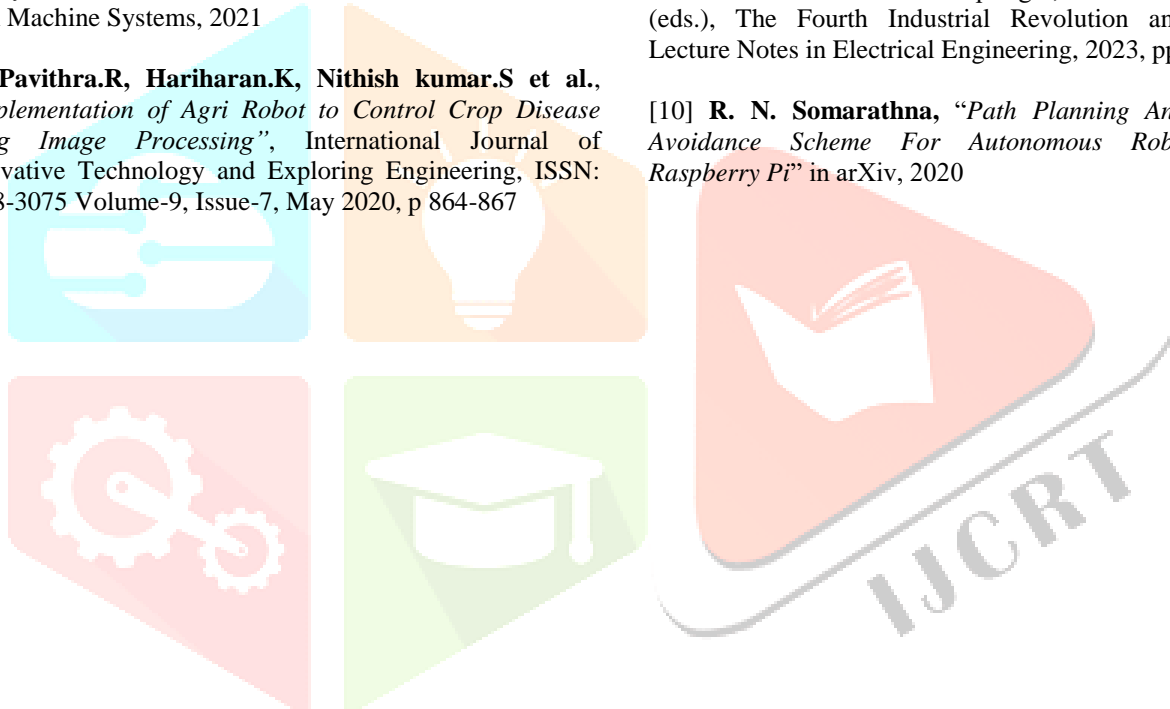 Machine Systems, 2021
Pavithra.R, Hariharan.K, Nithish kumar.S et al.,
plementation of Agri Robot to Control Crop Disease
g Image Processing”, International Journal of
vative Technology and Exploring Engineering, ISSN:
8-3075 Volume-9, Issue-7, May 2020, p 864-867
(eds.), The Fourth Industrial Revolution an
Lecture Notes in Electrical Engineering, 2023, pp
[10] R. N. Somarathna, “Path Planning An
Avoidance Scheme For Autonomous Rob
Raspberry Pi” in arXiv, 2020
IJCRT